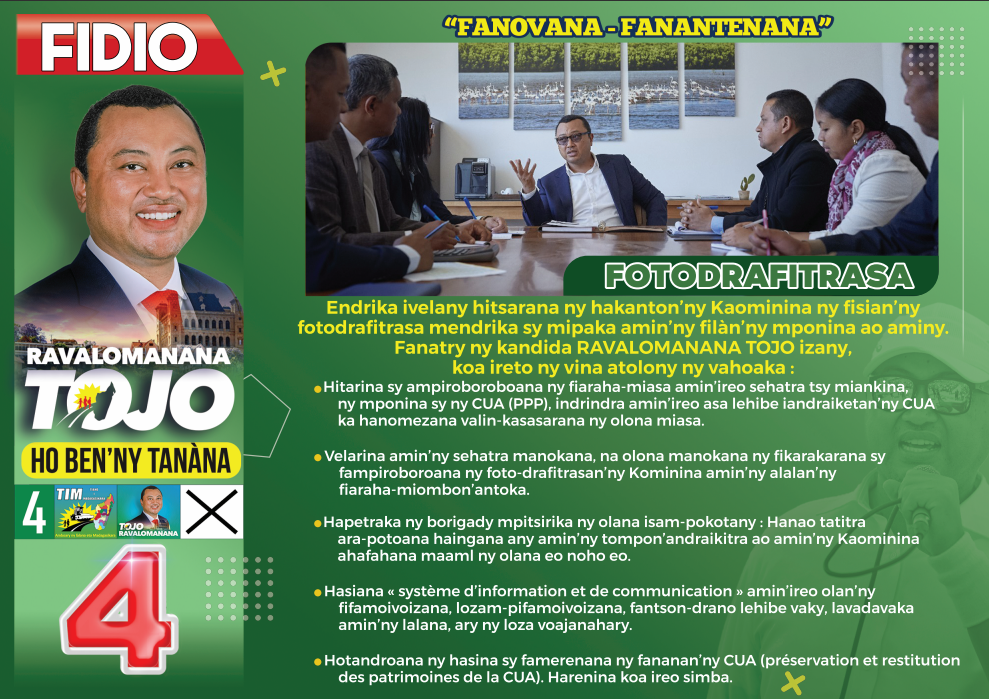 FIDIO
RAVALOMANANA
TOJO
HO BEN'NY TANÀNA
4
TIM
TOJO
RAVALOMANANA
4
"FANOVANA - FANANTENANA"
FOTODRAFITRASA
Endrika ivelany hitsarana ny hakanton'ny Kaominina ny fisian'ny
fotodrafitrasa mendrika sy mipaka amin'ny filàn'ny mponina ao aminy.
Fanatry ny kandida RAVALOMANANA TOJO izany,
koa ireto ny vina atolony ny vahoaka :
Hitarina sy ampiroboroboana ny fiaraha-miasa amin'ireo sehatra tsy miankina,
ny mponina sy ny CUA (PPP), indrindra amin'ireo asa lehibe iandraiketan'ny CUA
ka hanomezana valin-kasasarana ny olona miasa.
Velarina amin'ny sehatra manokana, na olona manokana ny fikarakarana sy
fampiroboroana ny foto-drafitrasan'ny Kominina amin'ny alalan'ny
fiaraha-miombon'antoka.
Hapetraka ny borigady mpitsirika ny olana isam-pokotany : Hanao tatitra
ara-potoana haingana any amin'ny tompon'andraikitra ao amin'ny Kaominina
ahafahana maaml ny olana eo noho eo.
Hasiana « système d'information et de communication » amin'ireo olan'ny
fifamoivoizana, lozam-pifamoivoizana, fantson-drano lehibe vaky, lavadavaka
amin'ny lalana, ary ny loza voajanahary.
Hotandroana ny hasina sy famerenana ny fananan'ny CUA (préservation et restitution
des patrimoines de la CUA). Harenina koa ireo simba.